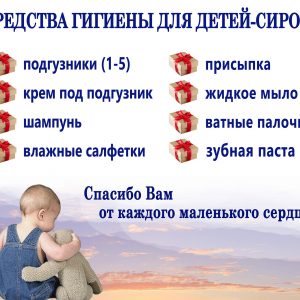 РЕДСТВА ГИГИЕНЫ ДЛЯ ДЕТЕЙ-СИРО
подгузники (1-5)
крем под подгузник
шампунь
влажные салфетки
присыпка
жидкое мыло
ватные палоч
зубная паста
Спасибо Вам
от каждого маленького сердц